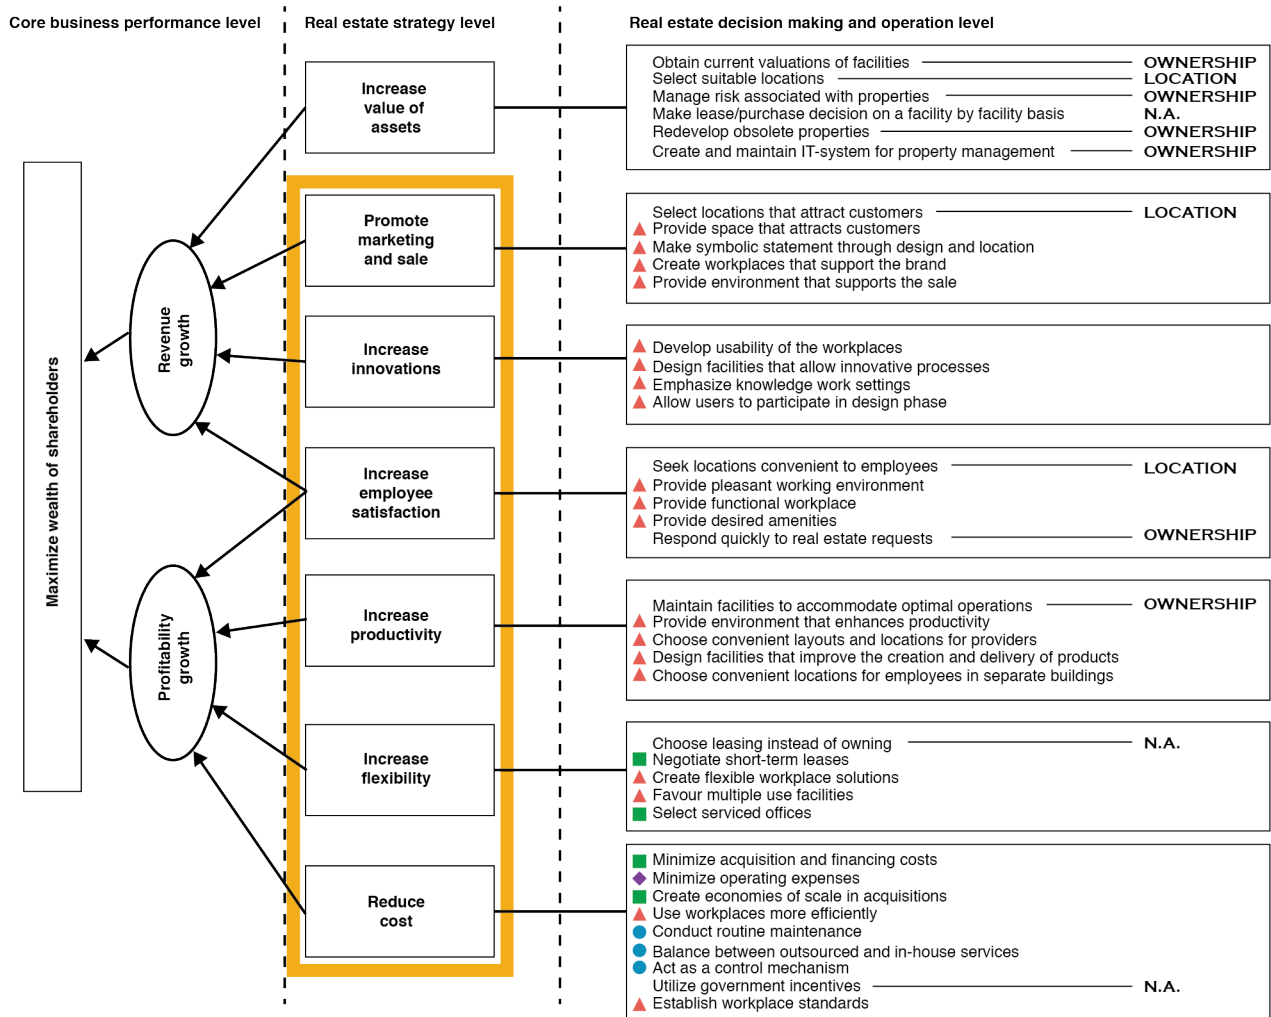 Core business performance level
Real estate strategy level
Real estate decision making and operation level
Maximize wealth of shareholders
Revenue
growth
Profitability
growth
Increase
value of
assets
Obtain current valuations of facilities OWNERSHIP
Select suitable locations LOCATION
Manage risk associated with properties OWNERSHIP
Make lease/purchase decision on a facility by facility basis N.A.
Redevelop obsolete properties OWNERSHIP
Create and maintain IT-system for property management OWNERSHIP
Promote
marketing
and sale
Select locations that attract customers LOCATION
Provide space that attracts customers
Make symbolic statement through design and location
Create workplaces that support the brand
Provide environment that supports the sale
Increase
innovations
Develop usability of the workplaces
Design facilities that allow innovative processes
Emphasize knowledge work settings
Allow users to participate in design phase
Increase
employee
satisfaction
Seek locations convenient to employees LOCATION
Provide pleasant working environment
Provide functional workplace
Provide desired amenities
Respond quickly to real estate requests OWNERSHIP
Increase
productivity
Maintain facilities to accommodate optimal operations OWNERSHIP
Provide environment that enhances productivity
Choose convenient layouts and locations for providers
Design facilities that improve the creation and delivery of products
Choose convenient locations for employees in separate buildings
Increase
flexibility
Choose leasing instead of owning N.A.
Negotiate short-term leases
Create flexible workplace solutions
Favour multiple use facilities
Select serviced offices
Reduce
cost
Minimize acquisition and financing costs
Minimize operating expenses
Create economies of scale in acquisitions
Use workplaces more efficiently
Conduct routine maintenance
Balance between outsourced and in-house services
Act as a control mechanism
Utilize government incentives N.A.
Establish workplace standards